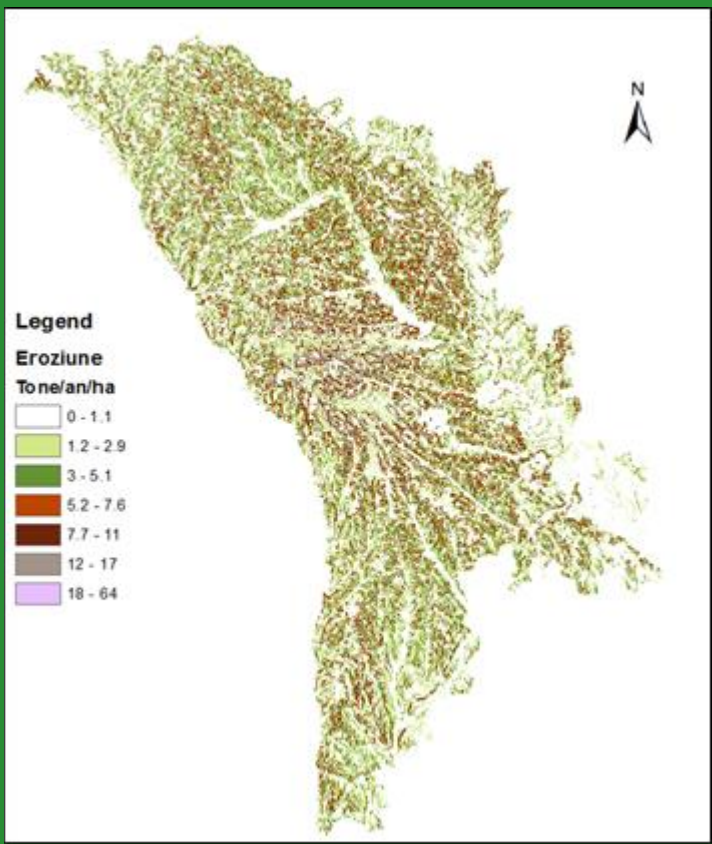 N
Legend
Eroziune
Tone/an/ha
0 - 1.1
1.2 - 2.9
3 - 5.1
5.2 - 7.6
7.7 - 11
12 - 17
18 - 64